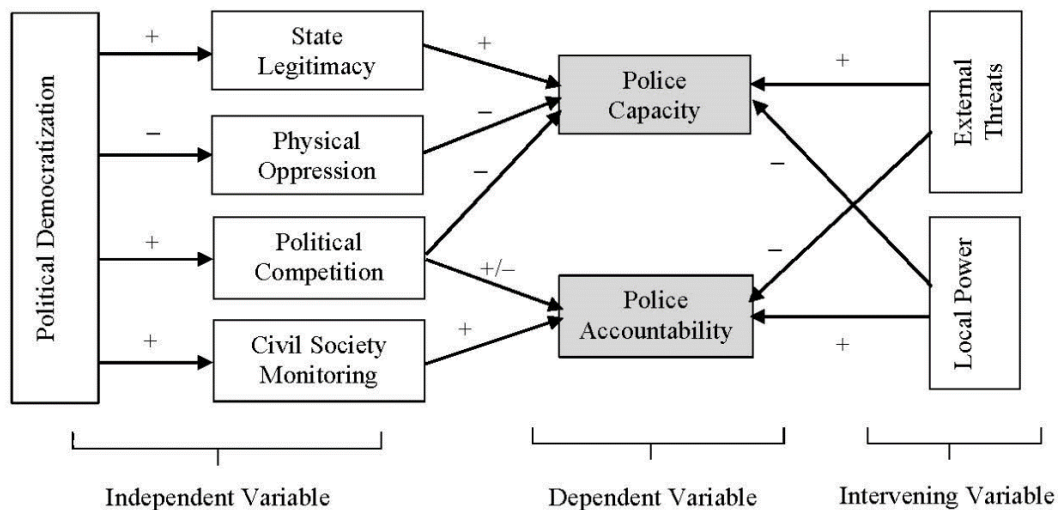 Political Democratization
+
–
+
+
State
Legitimacy
Physical
Oppression
Political
Competition
Civil Society
Monitoring
+
–
–
+/–
+
Police
Capacity
Police
Accountability
+
–
–
+
External
Threats
Local Power
Independent Variable
Dependent Variable
Intervening Variable